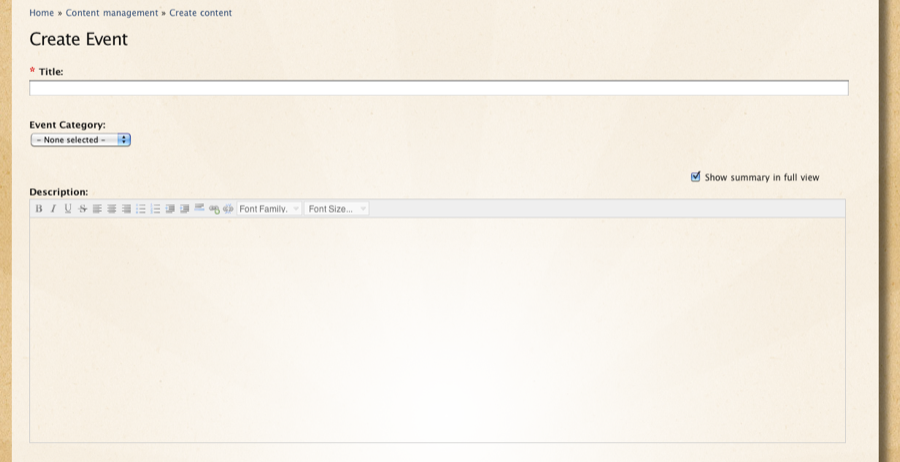 Home » Content management » Create content
Create Event
* Title:
Event Category:
- None selected -
Show summary in full view
Description:
B I U S Font Family. Font Size...